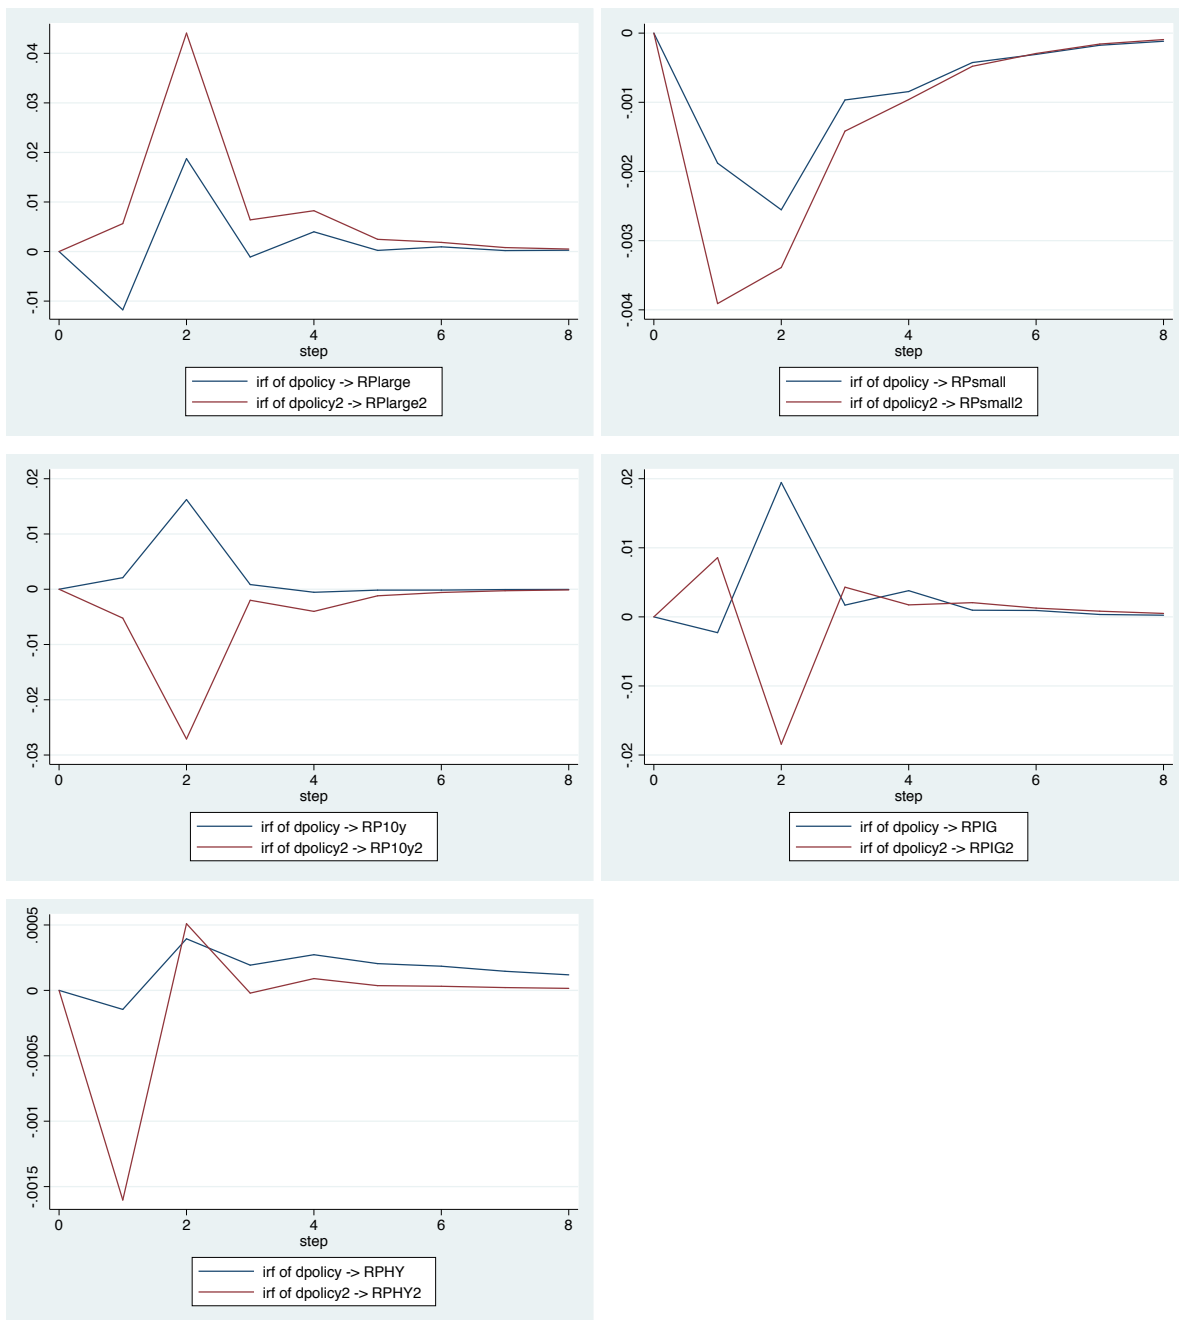 .04
.03
.02
.01
0
-.01
0 2 4 6 8
step
irf of dpolicy -> RPlarge
irf of dpolicy2 -> RPlarge2
0
-.001
-.002
-.003
-.004
0 2 4 6 8
step
irf of dpolicy -> RPsmall
irf of dpolicy2 -> RPsmall2
.02
.01
0
-.01
-.02
-.03
0 2 4 6 8
step
irf of dpolicy -> RP10y
irf of dpolicy2 -> RP10y2
.02
.01
0
-.01
-.02
0 2 4 6 8
step
irf of dpolicy -> RPIG
irf of dpolicy2 -> RPIG2
.0005
0
-.0005
-.001
-.0015
0 2 4 6 8
step
irf of dpolicy -> RPHY
irf of dpolicy2 -> RPHY2